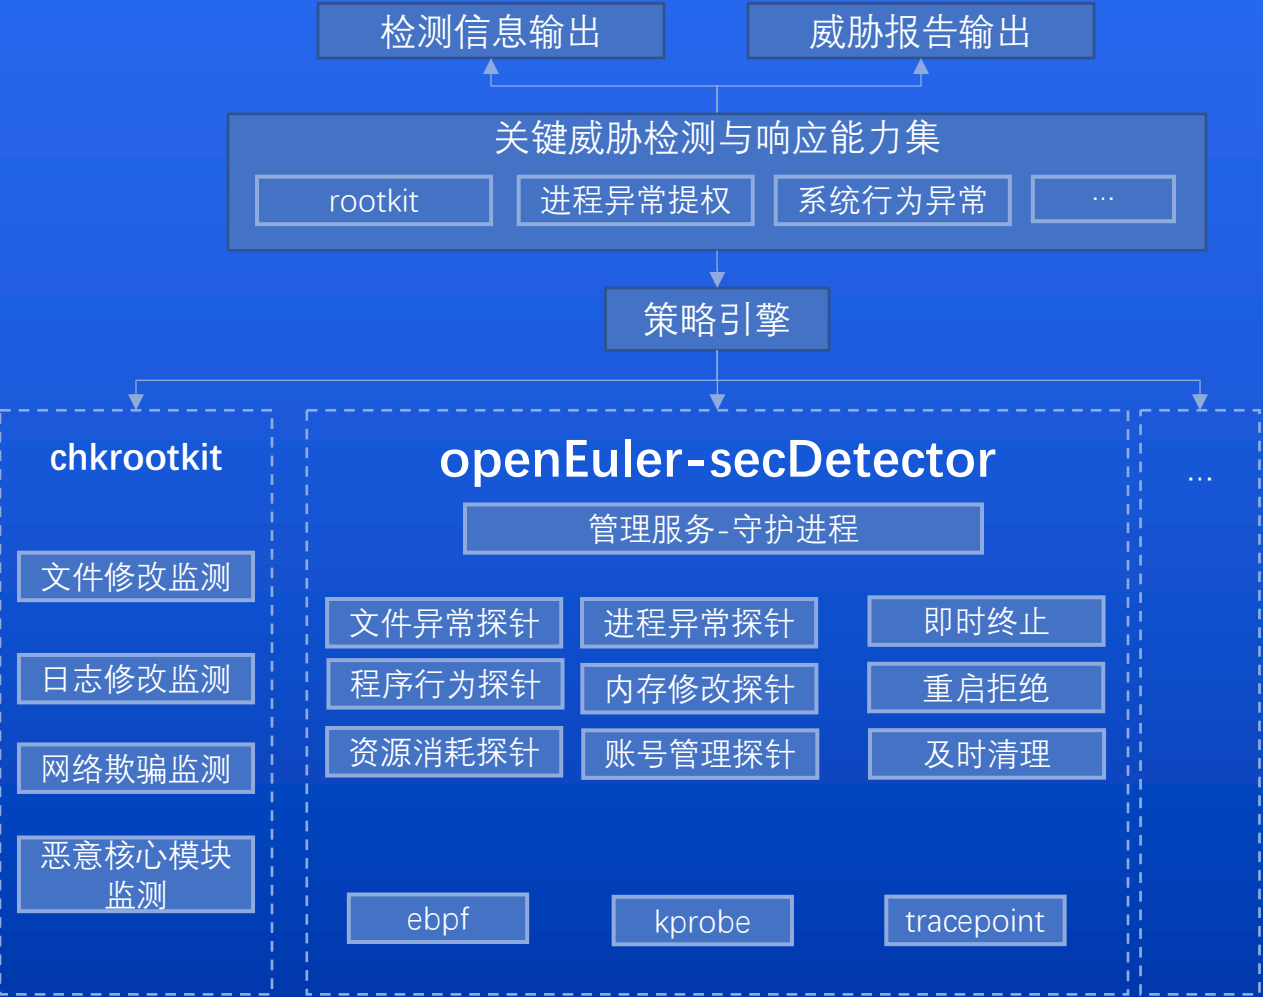 检测信息输出
威胁报告输出
关键威胁检测与响应能力集
rootkit
进程异常提权
系统行为异常
...
策略引擎
chkrootkit
文件修改监测
日志修改监测
网络欺骗监测
恶意核心模块
监测
openEuler-secDetector
管理服务-守护进程
文件异常探针
进程异常探针
即时终止
程序行为探针
内存修改探针
重启拒绝
资源消耗探针
账号管理探针
及时清理
ebpf
kprobe
tracepoint
...